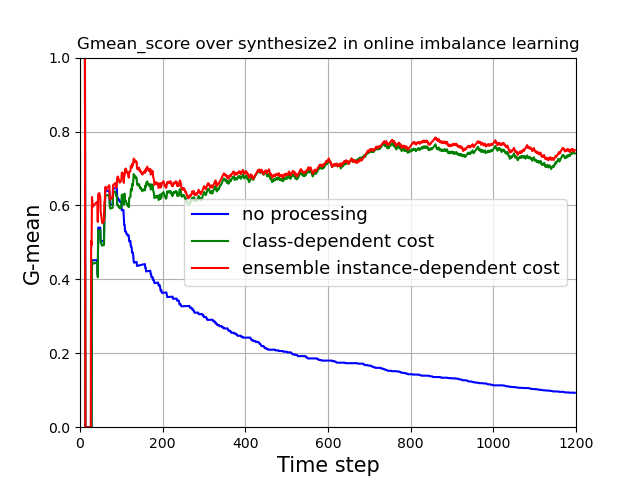 Gmean_score over synthesize2 in online imbalance learning
1.0
0.8
0.6
0.4
0.2
0.0
G-mean
no processing
class-dependent cost
ensemble instance-dependent cost
0 200 400 600 800 1000 1200
Time step